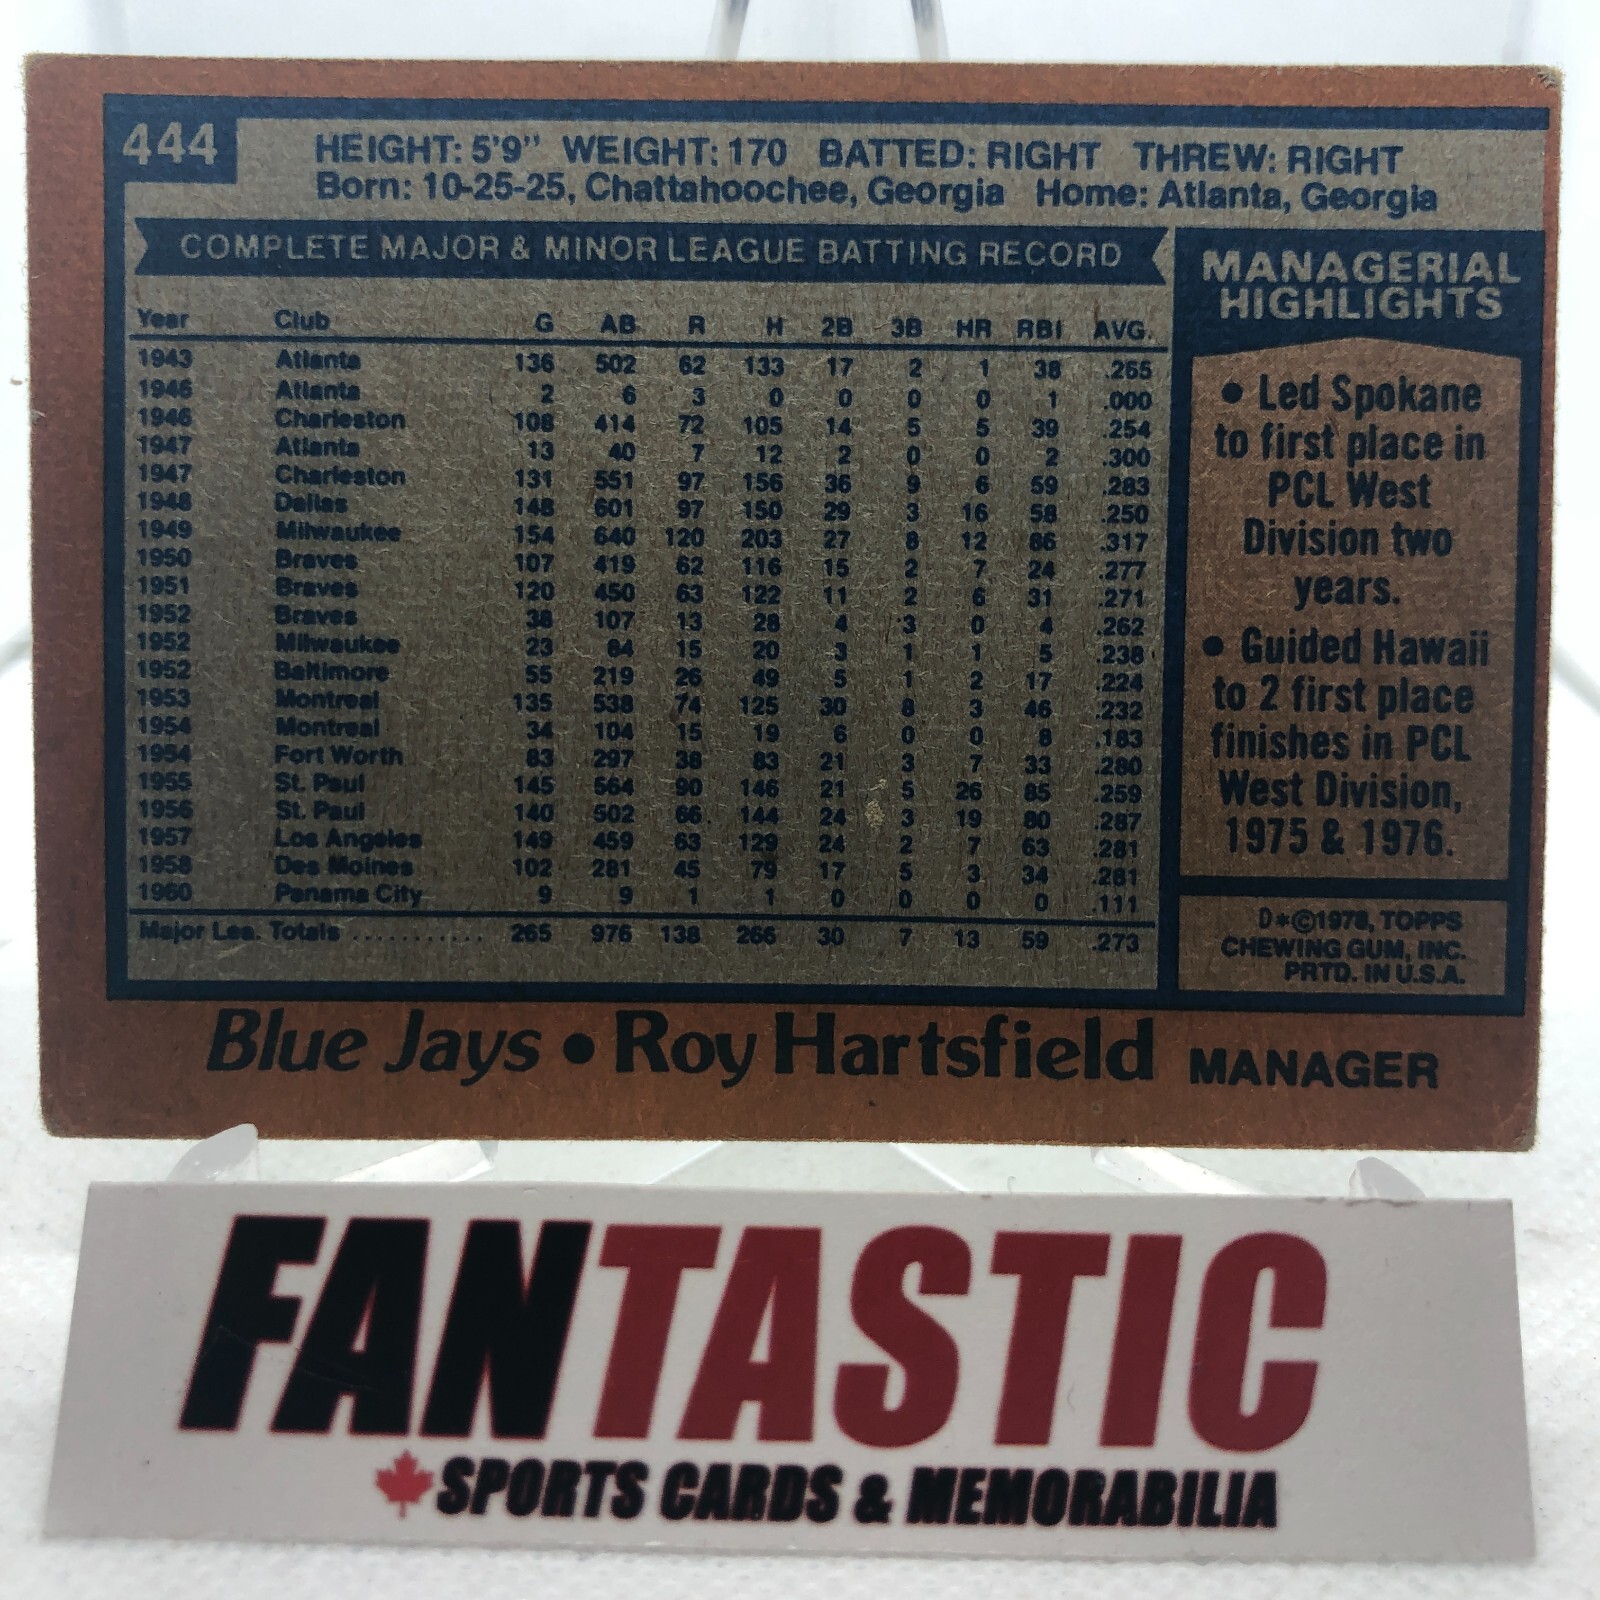 444
HEIGHT: 5'9" WEIGHT: 170 BATTED: RIGHT THREW: RIGHT
Born: 10-25-25, Chattahoochee, Georgia Home: Atlanta, Georgia
COMPLETE MAJOR & MINOR LEAGUE BATTING RECORD
Year Club G AB R H 2B 3B HR RBI AVG.
1943 Atlanta 136 502 62 133 17 2 1 38 .265
1946 Atlanta 2 6 3 0 0 0 0 1 .000
1946 Charleston 108 414 72 105 14 5 5 39 .254
1947 Atlanta 13 40 7 12 2 0 0 2 .300
1947 Charleston 131 551 97 156 36 9 6 59 .283
1948 Dallas 148 601 97 150 29 3 16 58 .250
1949 Milwaukee 154 640 120 203 27 8 12 86 .317
1950 Braves 107 419 62 116 15 2 7 24 .277
1951 Braves 120 450 63 122 11 2 6 31 .271
1952 Braves 38 107 13 28 4 3 0 4 .262
1952 Milwaukee 23 84 15 20 3 1 1 5 .238
1952 Baltimore 55 219 26 49 5 1 2 17 .224
1953 Montreal 135 538 74 125 30 8 3 46 .232
1954 Montreal 34 104 15 19 6 0 0 8 .183
1954 Fort Worth 83 297 38 83 21 3 7 33 .280
1955 St. Paul 145 564 90 146 21 5 26 85 .259
1956 St. Paul 140 502 66 144 24 3 19 80 .287
1957 Los Angeles 149 459 63 129 24 2 7 63 .281
1958 Des Moines 102 281 45 79 17 5 3 34 .281
1960 Panama City 9 9 1 1 0 0 0 0 .111
Major Lea. Totals ............ 265 976 138 266 30 7 13 59 .273
MANAGERIAL
HIGHLIGHTS
• Led Spokane
to first place in
PCL West
Division two
years.
• Guided Hawaii
to 2 first place
finishes in PCL
West Division,
1975 & 1976.
D*©1978, TOPPS
CHEWING GUM, INC.
PRTD. IN U.S.A.
Blue Jays • Roy Hartsfield MANAGER
FANTASTIC
SPORTS CARDS & MEMORABILIA